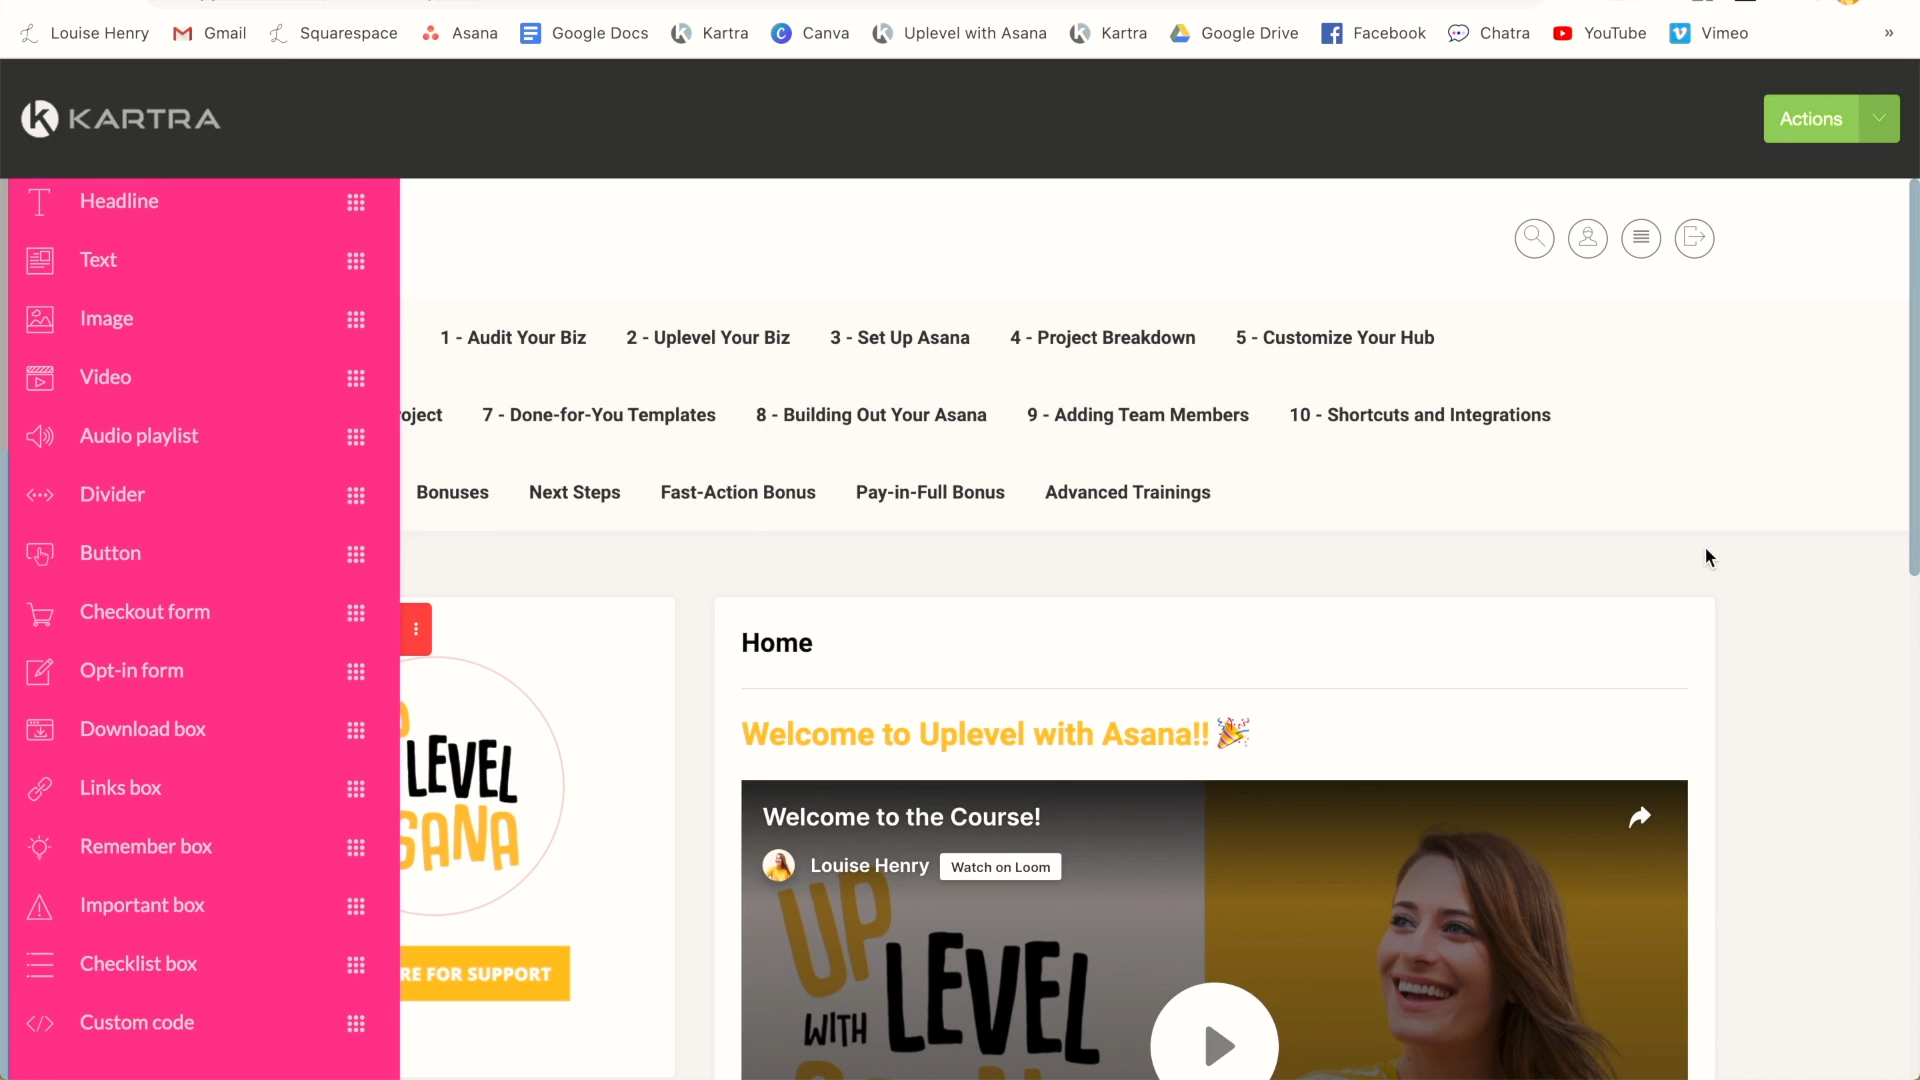 Louise Henry Gmail Squarespace Asana Google Docs Kartra Canva Uplevel with Asana Kartra Google Drive Facebook Chatra YouTube Vimeo »
KARTRA
Actions
Headline
Text
Image
Video
Audio playlist
Divider
Button
Checkout form
Opt-in form
Download box
Links box
Remember box
Important box
Checklist box
Custom code
1 - Audit Your Biz 2 - Uplevel Your Biz 3 - Set Up Asana 4 - Project Breakdown 5 - Customize Your Hub
roject 7 - Done-for-You Templates 8 - Building Out Your Asana 9 - Adding Team Members 10 - Shortcuts and Integrations
Bonuses Next Steps Fast-Action Bonus Pay-in-Full Bonus Advanced Trainings
LEVEL
SANA
RE FOR SUPPORT
Home
Welcome to Uplevel with Asana!! 🎉
Welcome to the Course!
Louise Henry Watch on Loom
UP
WITH LEVEL